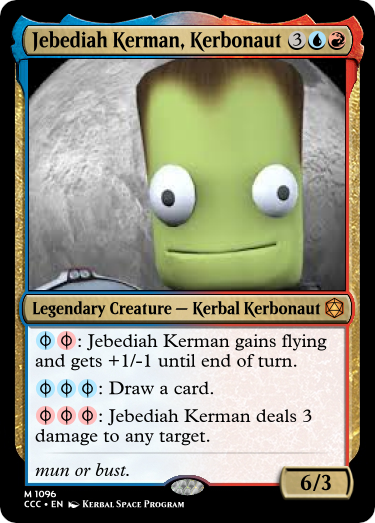 Jebediah Kerman, Kerbonaut 3
Legendary Creature — Kerbal Kerbonaut
: Jebediah Kerman gains flying
and gets +1/-1 until end of turn.
: Draw a card.
: Jebediah Kerman deals 3
damage to any target.
mun or bust.
6/3
M 1096
CCC • EN Kerbal Space Program